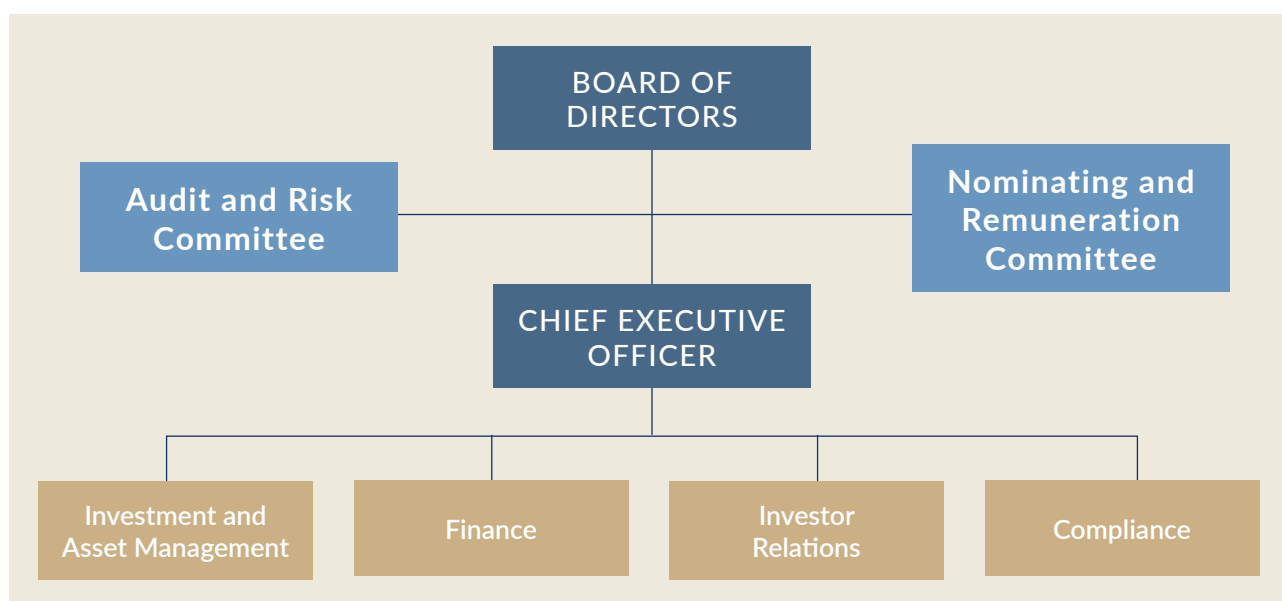 BOARD OF
DIRECTORS
Audit and Risk
Committee
Nominating and
Remuneration
Committee
CHIEF EXECUTIVE
OFFICER
Investment and
Asset Management
Finance
Investor
Relations
Compliance